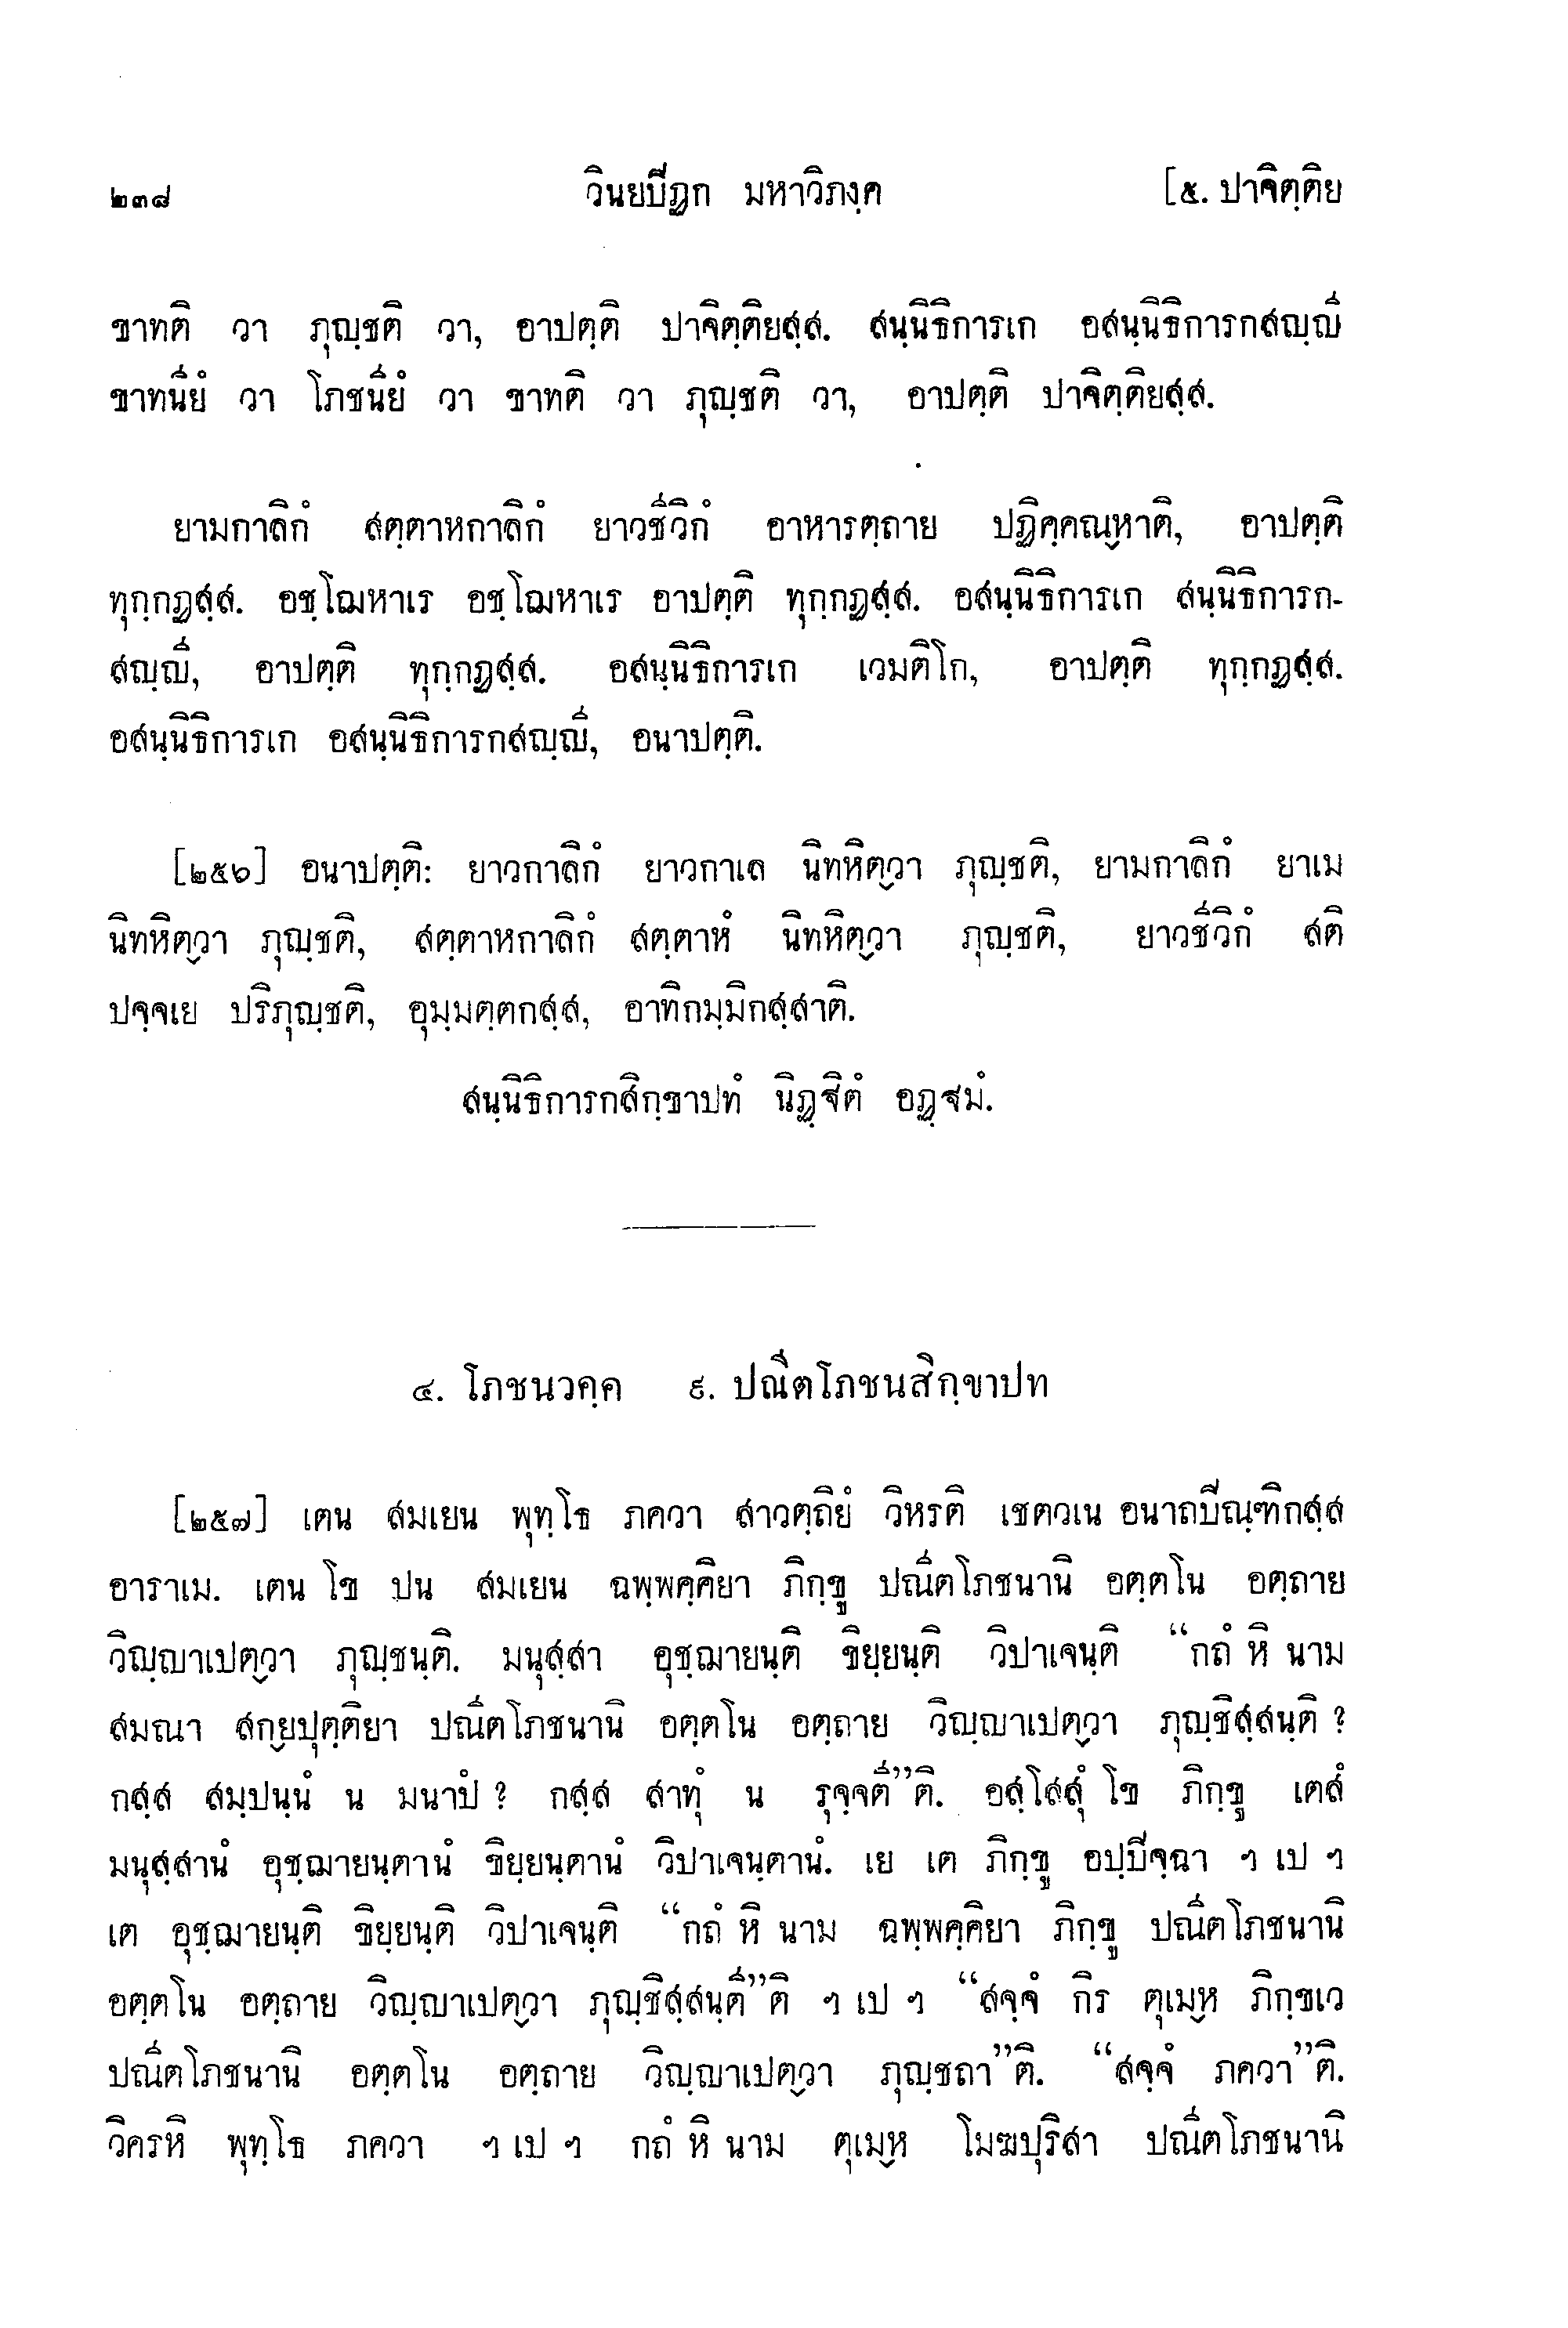 ๒๓๘ วินยปีฏก มหาวิภงฺค [๕. ปาจิตฺติย
ขาทติ วา ภุญฺชติ วา, อาปตฺติ ปาจิตฺติยสฺส. สนฺนิธิการเก อสนฺนิธิการกสญฺญี
ขาทนียํ วา โภชนียํ วา ขาทติ วา ภุญฺชติ วา, อาปตฺติ ปาจิตฺติยสฺส.
ยามกาลิกํ สตฺตาหกาลิกํ ยาวชีวิกํ อาหารตฺถาย ปฏิคฺคณฺหาติ, อาปตฺติ
ทุกฺกฏสฺส. อชฺโฌหาเร อชฺโฌหาเร อาปตฺติ ทุกฺกฏสฺส. อสนฺนิธิการเก สนฺนิธิการก-
สญฺญี, อาปตฺติ ทุกฺกฏสฺส. อสนฺนิธิการเก เวมติโก, อาปตฺติ ทุกฺกฏสฺส.
อสนฺนิธิการเก อสนฺนิธิการกสญฺญี, อนาปตฺติ.
[๒๕๖] อนาปตฺติ: ยาวกาลิกํ ยาวกาเล นิทหิตฺวา ภุญฺชติ, ยามกาลิกํ ยาเม
นิทหิตฺวา ภุญฺชติ, สตฺตาหกาลิกํ สตฺตาหํ นิทหิตฺวา ภุญฺชติ, ยาวชีวิกํ สติ
ปจฺจเย ปริภุญฺชติ, อุมฺมตฺตกสฺส, อาทิกมฺมิกสฺสาติ.
สนฺนิธิการกสิกฺขาปทํ นิฏฺฐิตํ อฏฺฐมํ.
๔. โภชนวคฺค ๙. ปณีตโภชนสิกฺขาปท
[๒๕๗] เตน สมเยน พุทฺโธ ภควา สาวตฺถิยํ วิหรติ เชตวเน อนาถปีณฺฑิกสฺส
อาราเม. เตน โข ปน สมเยน ฉพฺพคฺคิยา ภิกฺขู ปณีตโภชนานิ อตฺตโน อตฺถาย
วิญฺญาเปตฺวา ภุญฺชนฺติ. มนุสฺสา อุชฺฌายนฺติ ขิยฺยนฺติ วิปาเจนฺติ “กถํ หิ นาม
สมณา สกฺยปุตฺติยา ปณีตโภชนานิ อตฺตโน อตฺถาย วิญฺญาเปตฺวา ภุญฺชิสฺสนฺติ ?
กสฺส สมฺปนฺนํ น มนาปํ ? กสฺส สาทุํ น รุจฺจตี”ติ. อสฺโสสุํ โข ภิกฺขู เตสํ
มนุสฺสานํ อุชฺฌายนฺตานํ ขิยฺยนฺตานํ วิปาเจนฺตานํ. เย เต ภิกฺขู อปฺปีจฺฉา ฯ เป ฯ
เต อุชฺฌายนฺติ ขิยฺยนฺติ วิปาเจนฺติ “กถํ หิ นาม ฉพฺพคฺคิยา ภิกฺขู ปณีตโภชนานิ
อตฺตโน อตฺถาย วิญฺญาเปตฺวา ภุญฺชิสฺสนฺตี”ติ ฯ เป ฯ “สจฺจํ กิร ตุเมฺห ภิกฺขเว
ปณีตโภชนานิ อตฺตโน อตฺถาย วิญฺญาเปตฺวา ภุญฺชถา”ติ. “สจฺจํ ภควา”ติ.
วิครหิ พุทฺโธ ภควา ฯ เป ฯ กถํ หิ นาม ตุเมฺห โมฆปุริสา ปณีตโภชนานิ